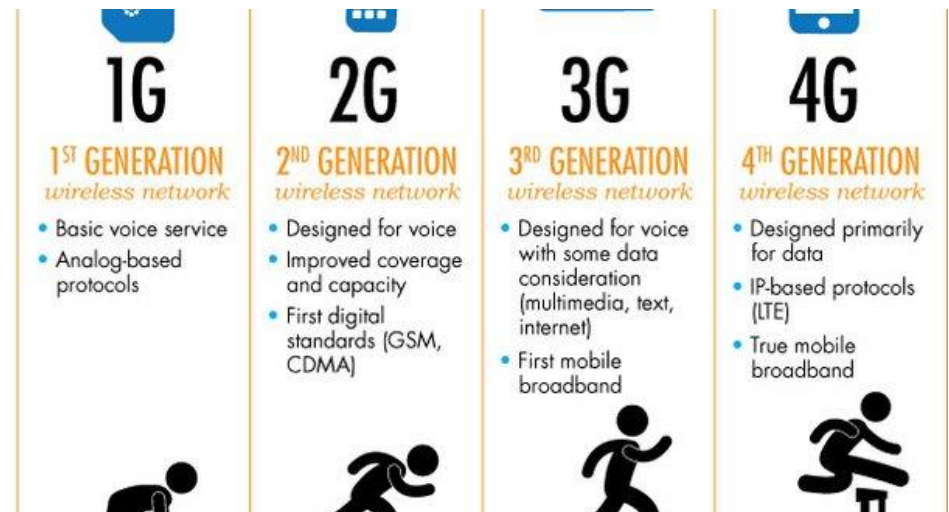 1G
1ST GENERATION
wireless network
• Basic voice service
• Analog-based
protocols
2G
2ND GENERATION
wireless network
• Designed for voice
• Improved coverage
and capacity
• First digital
standards (GSM,
CDMA)
3G
3RD GENERATION
wireless network
• Designed for voice
with some data
consideration
(multimedia, text,
internet)
• First mobile
broadband
4G
4TH GENERATION
wireless network
• Designed primarily
for data
• IP-based protocols
(LTE)
• True mobile
broadband